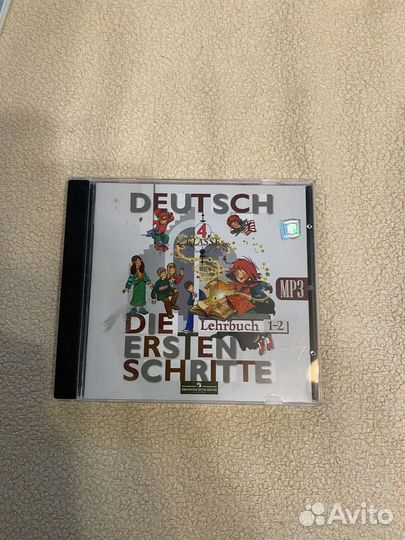 DEUTSCH
4
KLASSE
MP3
Lehrbuch 1-2
DIE
ERSTEN
SCHRITTE
Avito